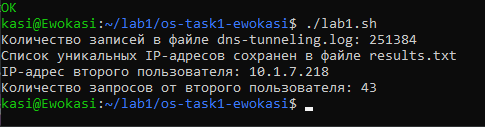 OK
kasi@Ewokasi:~/lab1/os-task1-ewokasi$ ./lab1.sh
Количество записей в файле dns-tunneling.log: 251384
Список уникальных IP-адресов сохранен в файле results.txt
IP-адрес второго пользователя: 10.1.7.218
Количество запросов от второго пользователя: 43
kasi@Ewokasi:~/lab1/os-task1-ewokasi$